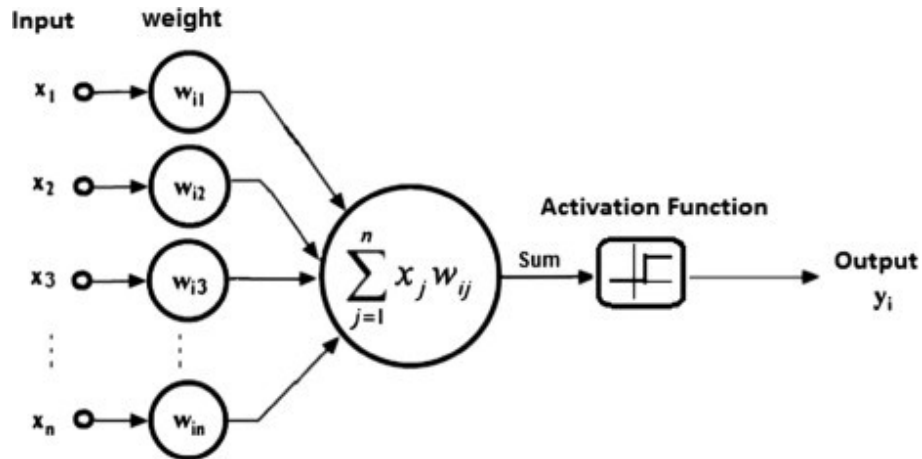 Input
weight
x1
wi1
x2
wi2
x3
wi3
xn
win
n
∑ xj wij
j=1
Sum
Activation Function
Output
yi